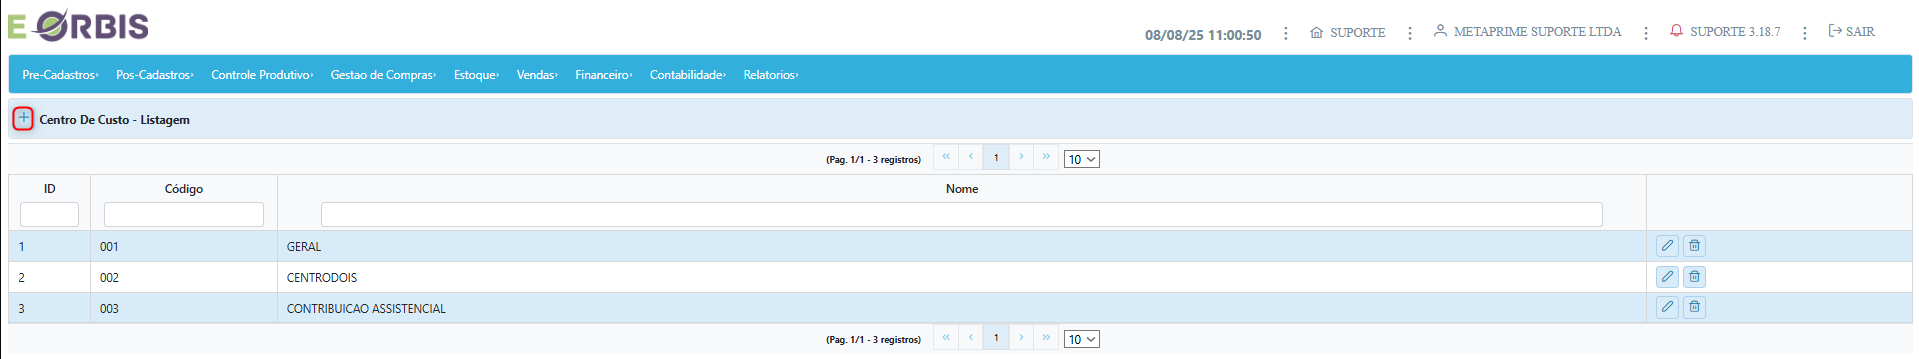 E ORBIS
08/08/25 11:00:50 SUPORTE METAPRIME SUPORTE LTDA SUPORTE 3.18.7 SAIR
Pre-Cadastros Pos-Cadastros Controle Produtivo Gestao de Compras Estoque Vendas Financeiro Contabilidade Relatorios
+ Centro De Custo - Listagem
(Pag. 1/1 - 3 registros) « ‹ 1 › » 10
ID Código Nome
1 001 GERAL
2 002 CENTRODOIS
3 003 CONTRIBUICAO ASSISTENCIAL
(Pag. 1/1 - 3 registros) « ‹ 1 › » 10